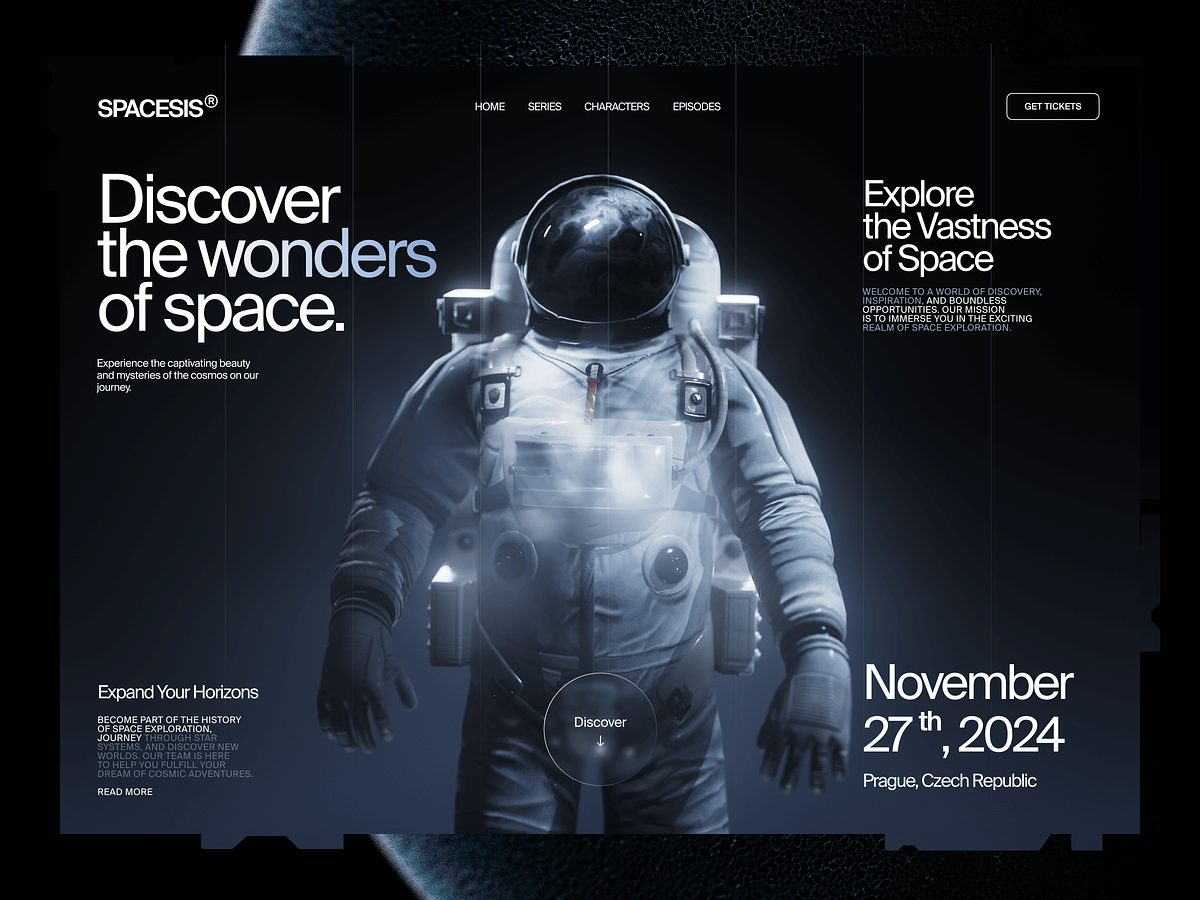 SPACESIS®
HOME
SERIES
CHARACTERS
EPISODES
GET TICKETS
Discover
the wonders
of space.
Experience the captivating beauty
and mysteries of the cosmos on our
journey.
Explore
the Vastness
of Space
WELCOME TO A WORLD OF DISCOVERY,
INSPIRATION, AND BOUNDLESS
OPPORTUNITIES. OUR MISSION
IS TO IMMERSE YOU IN THE EXCITING
REALM OF SPACE EXPLORATION.
Expand Your Horizons
BECOME PART OF THE HISTORY
OF SPACE EXPLORATION,
JOURNEY THROUGH STAR
SYSTEMS, AND DISCOVER NEW
WORLDS. OUR TEAM IS HERE
TO HELP YOU FULFILL YOUR
DREAM OF COSMIC ADVENTURES.
READ MORE
Discover
↓
November
27th, 2024
Prague, Czech Republic